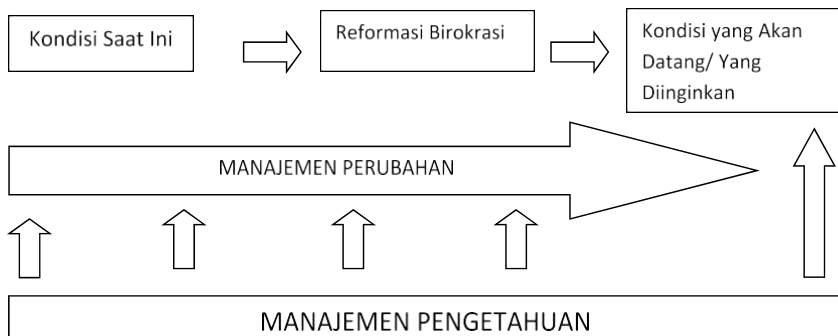 Kondisi Saat Ini
Reformasi Birokrasi
Kondisi yang Akan
Datang/ Yang
Diinginkan
MANAJEMEN PERUBAHAN
MANAJEMEN PENGETAHUAN